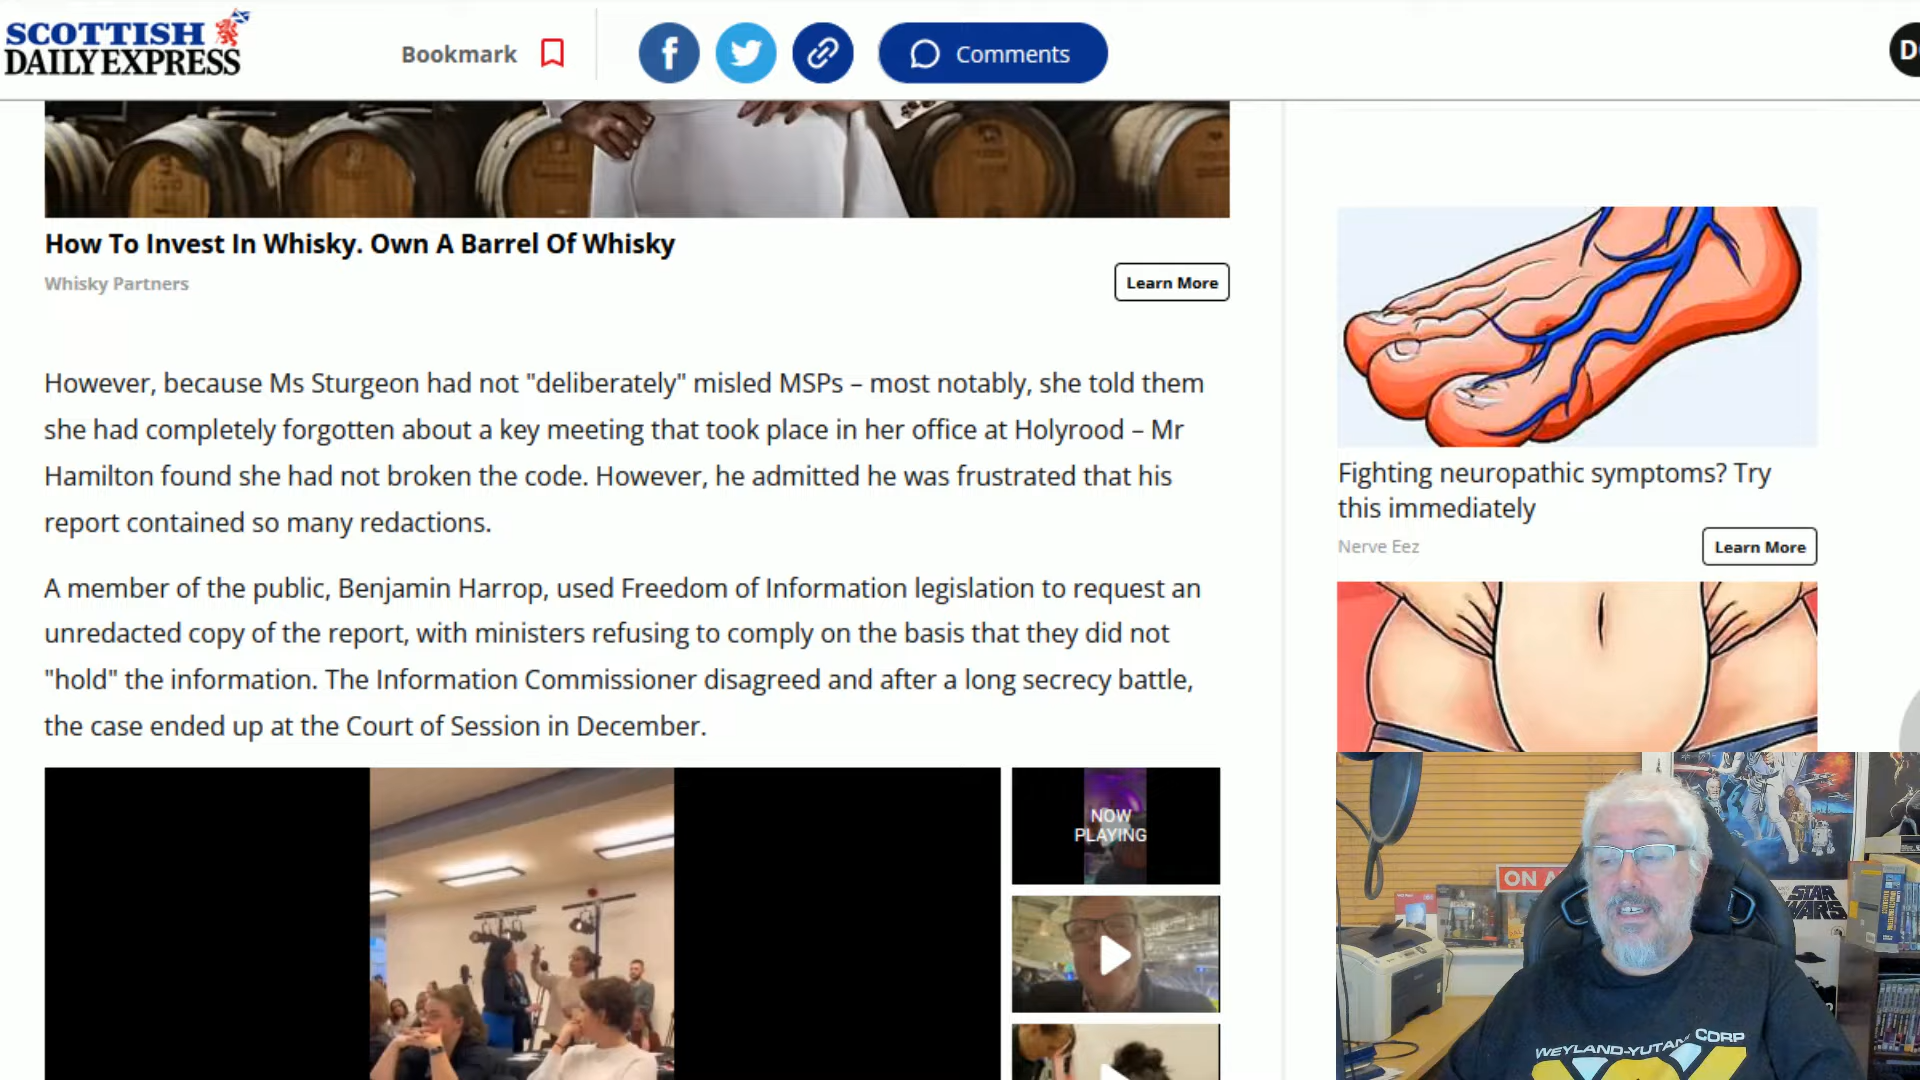 SCOTTISH
DAILY EXPRESS
Bookmark
Comments
D
How To Invest In Whisky. Own A Barrel Of Whisky
Whisky Partners
Learn More
However, because Ms Sturgeon had not "deliberately" misled MSPs – most notably, she told them
she had completely forgotten about a key meeting that took place in her office at Holyrood – Mr
Hamilton found she had not broken the code. However, he admitted he was frustrated that his
report contained so many redactions.
A member of the public, Benjamin Harrop, used Freedom of Information legislation to request an
unredacted copy of the report, with ministers refusing to comply on the basis that they did not
"hold" the information. The Information Commissioner disagreed and after a long secrecy battle,
the case ended up at the Court of Session in December.
NOW
PLAYING
Fighting neuropathic symptoms? Try
this immediately
Nerve Eez
Learn More
ON A
STAR
WARS
WEYLAND-YUTANI CORP